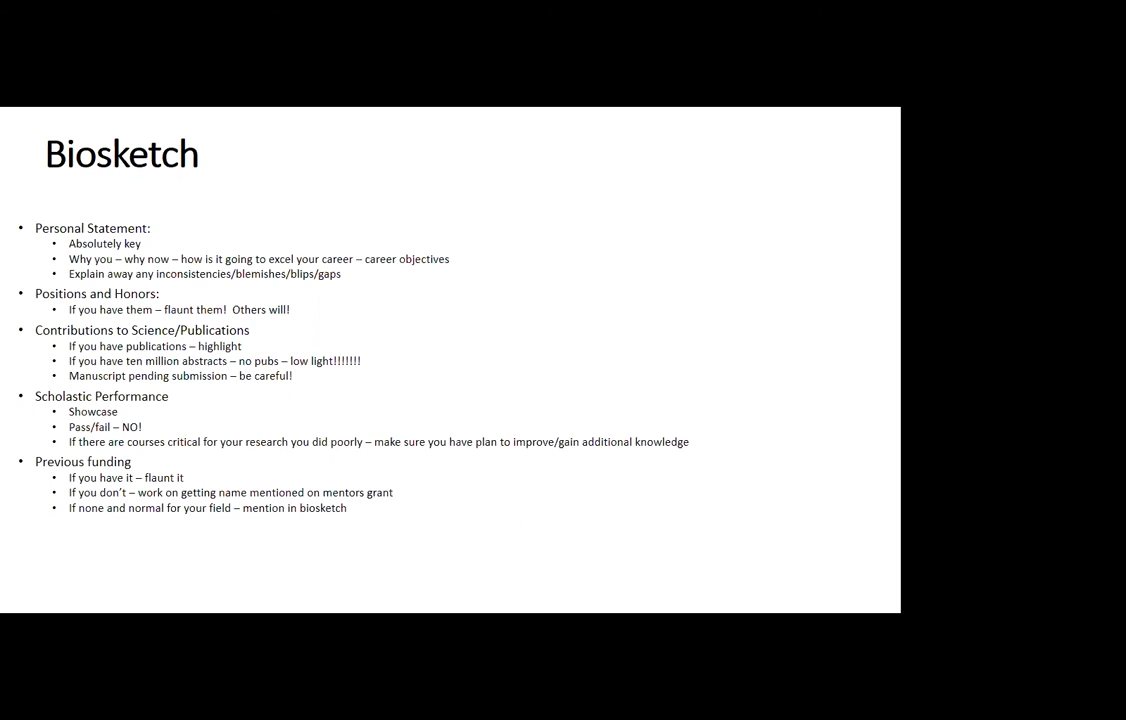 Biosketch
• Personal Statement:
• Absolutely key
• Why you – why now – how is it going to excel your career – career objectives
• Explain away any inconsistencies/blemishes/blips/gaps
• Positions and Honors:
• If you have them – flaunt them!  Others will!
• Contributions to Science/Publications
• If you have publications – highlight
• If you have ten million abstracts – no pubs – low light!!!!!!!
• Manuscript pending submission – be careful!
• Scholastic Performance
• Showcase
• Pass/fail – NO!
• If there are courses critical for your research you did poorly – make sure you have plan to improve/gain additional knowledge
• Previous funding
• If you have it – flaunt it
• If you don't – work on getting name mentioned on mentors grant
• If none and normal for your field – mention in biosketch